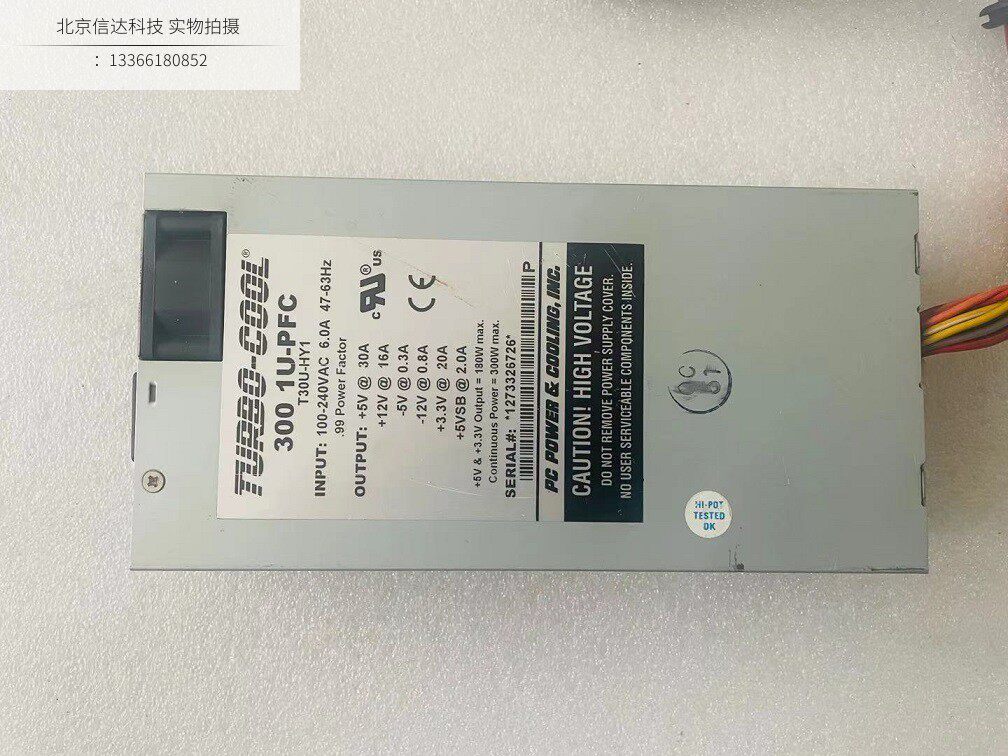 北京信达科技 实物拍摄
：13366180852
TURBO-COOL®
300 1U-PFC
T30U-HY1
INPUT: 100-240VAC 6.0A 47-63Hz
.99 Power Factor
OUTPUT: +5V @ 30A
+12V @ 16A
-5V @ 0.3A
-12V @ 0.8A
+3.3V @ 20A
+5VSB @ 2.0A
+5V & +3.3V Output = 180W max.
Continuous Power = 300W max.
SERIAL#: *1273326726*
P
c UR® US
CE
PC POWER & COOLING, INC.
CAUTION! HIGH VOLTAGE
DO NOT REMOVE POWER SUPPLY COVER.
NO USER SERVICEABLE COMPONENTS INSIDE.
HI-POT
TESTED
OK